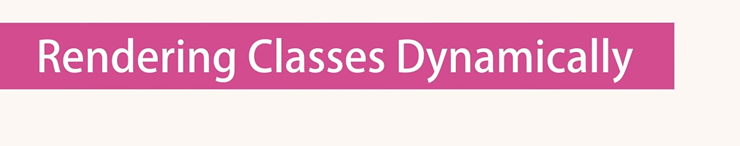 Rendering Classes Dynamically